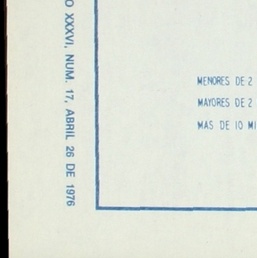 O XXXVI, NUM. 17, ABRIL 26 DE 1976
MENORES DE 2
MAYORES DE 2
MAS DE 10 MI